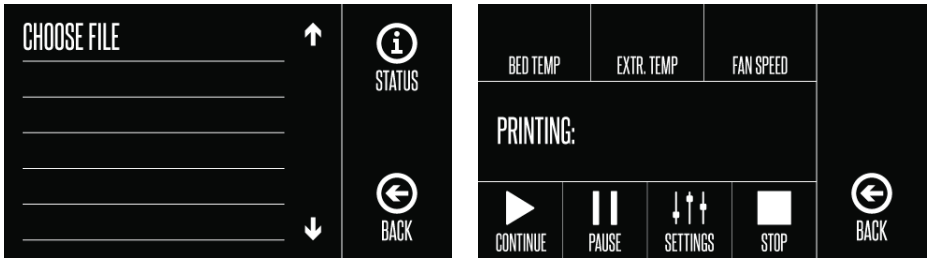 CHOOSE FILE
STATUS
BACK
BED TEMP
EXTR. TEMP
FAN SPEED
PRINTING:
CONTINUE
PAUSE
SETTINGS
STOP
BACK